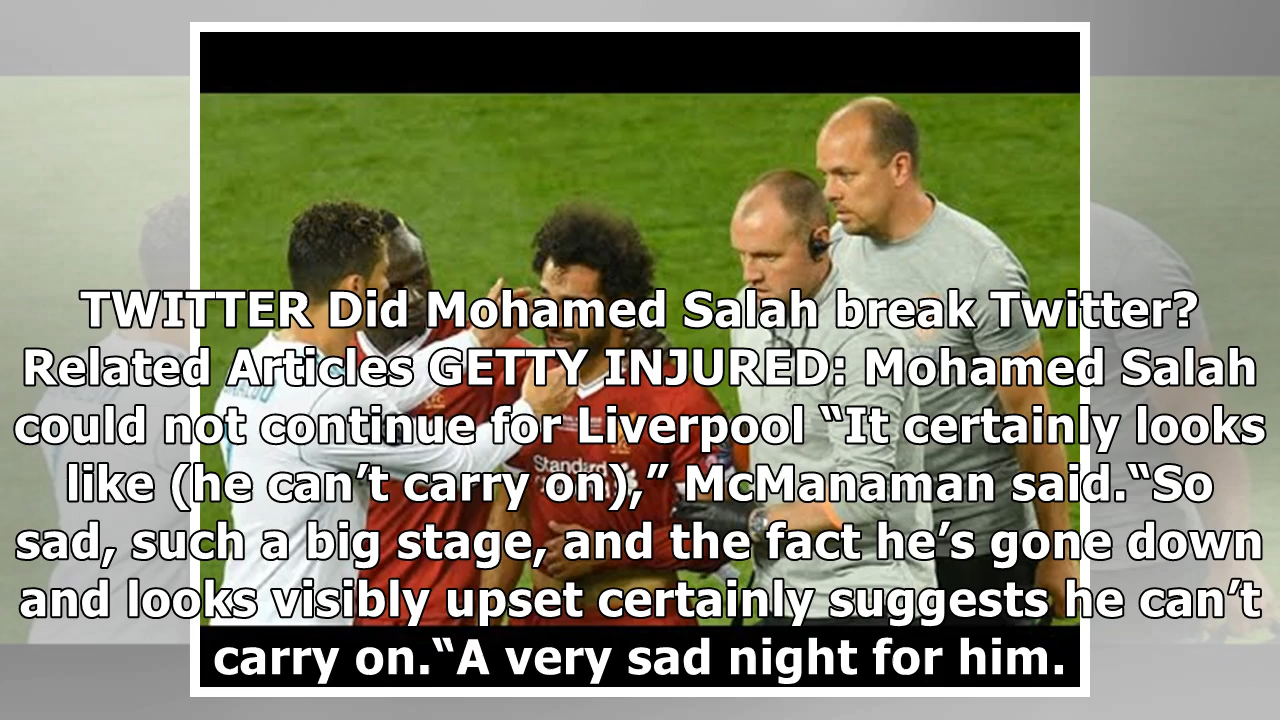 TWITTER Did Mohamed Salah break Twitter?
Related Articles GETTY INJURED: Mohamed Salah
could not continue for Liverpool “It certainly looks
like (he can’t carry on),” McManaman said.“So
sad, such a big stage, and the fact he’s gone down
and looks visibly upset certainly suggests he can’t
carry on.“A very sad night for him.
Standard